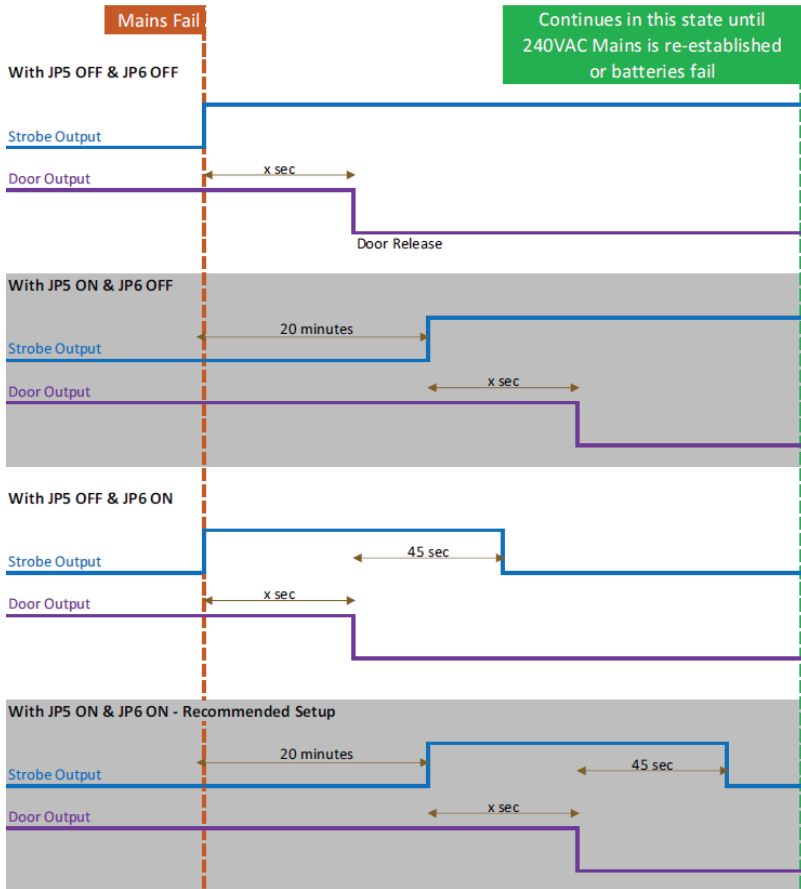 Mains Fail
Continues in this state until
240VAC Mains is re-established
or batteries fail
With JP5 OFF & JP6 OFF
Strobe Output
Door Output
x sec
Door Release
With JP5 ON & JP6 OFF
20 minutes
Strobe Output
x sec
Door Output
With JP5 OFF & JP6 ON
45 sec
Strobe Output
x sec
Door Output
With JP5 ON & JP6 ON - Recommended Setup
20 minutes
45 sec
Strobe Output
x sec
Door Output